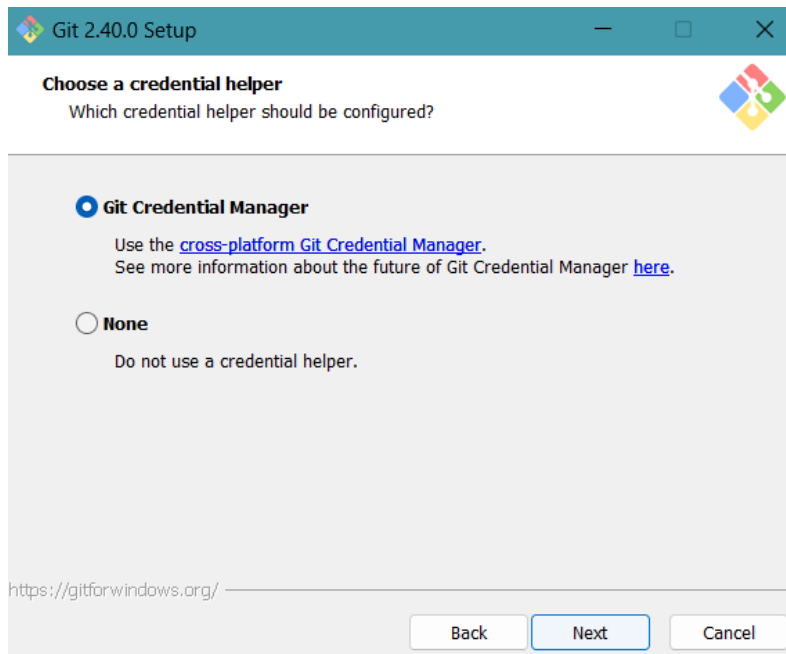 Git 2.40.0 Setup
Choose a credential helper
Which credential helper should be configured?
Git Credential Manager
Use the cross-platform Git Credential Manager.
See more information about the future of Git Credential Manager here.
None
Do not use a credential helper.
https://gitforwindows.org/
Back Next Cancel